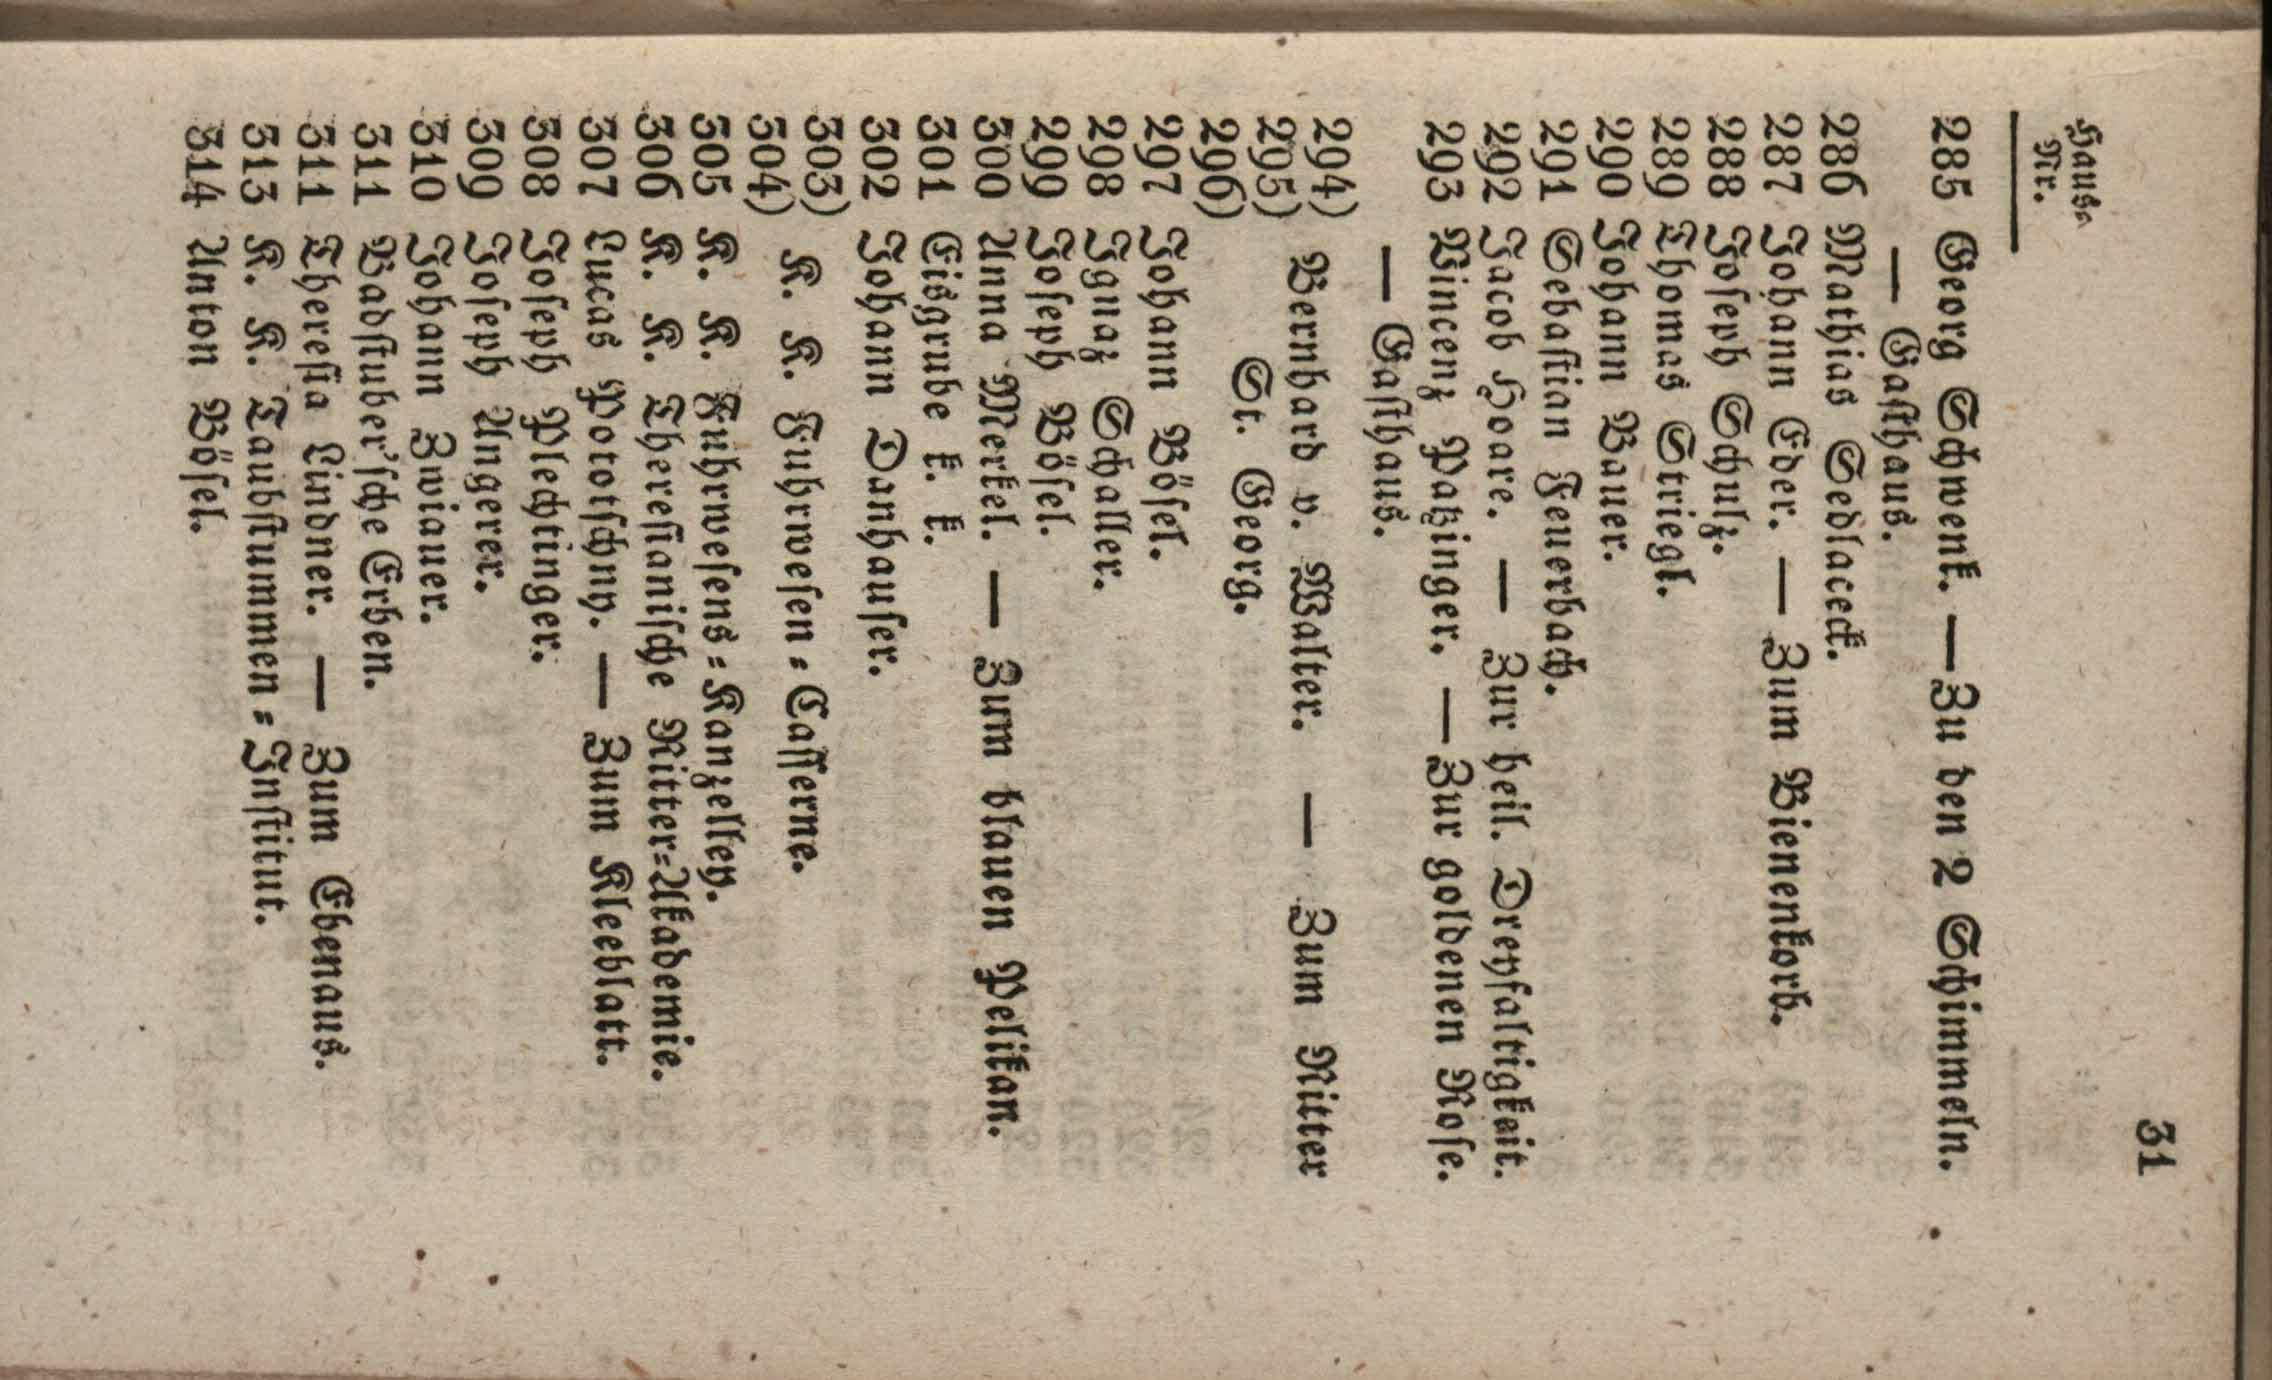 31
Haus-
Nr.
285 Georg Schwenk. — Zu den 2 Schimmeln.
— Gasthaus.
286 Mathias Sedlaceck.
287 Johann Eder. — Zum Bienenkorb.
288 Joseph Schulz.
289 Thomas Striegl.
290 Johann Bauer.
291 Sebastian Feuerbach.
292 Jacob Hoare. — Zur heil. Dreyfaltigkeit.
293 Vincenz Patzinger. — Zur goldenen Rose.
— Gasthaus.
294)
295) Bernhard v. Walter. — Zum Ritter
296) St. Georg.
297 Johann Bösel.
298 Ignaz Schaller.
299 Joseph Bösel.
300 Anna Merkel. — Zum blauen Pelikan.
301 Eisgrube k. k.
302 Johann Danhauser.
303)
304) K. K. Fuhrwesen-Casserne.
305 K. K. Fuhrwesens-Kanzelley.
306 K. K. Theresianische Ritter-Akademie.
307 Lucas Pototschny. — Zum Kleeblatt.
308 Joseph Plechtinger.
309 Joseph Ungerer.
310 Johann Zwiauer.
311 Badstuber'sche Erben.
311 Theresia Lindner. — Zum Ebenaus.
313 K. K. Taubstummen-Institut.
314 Anton Bösel.